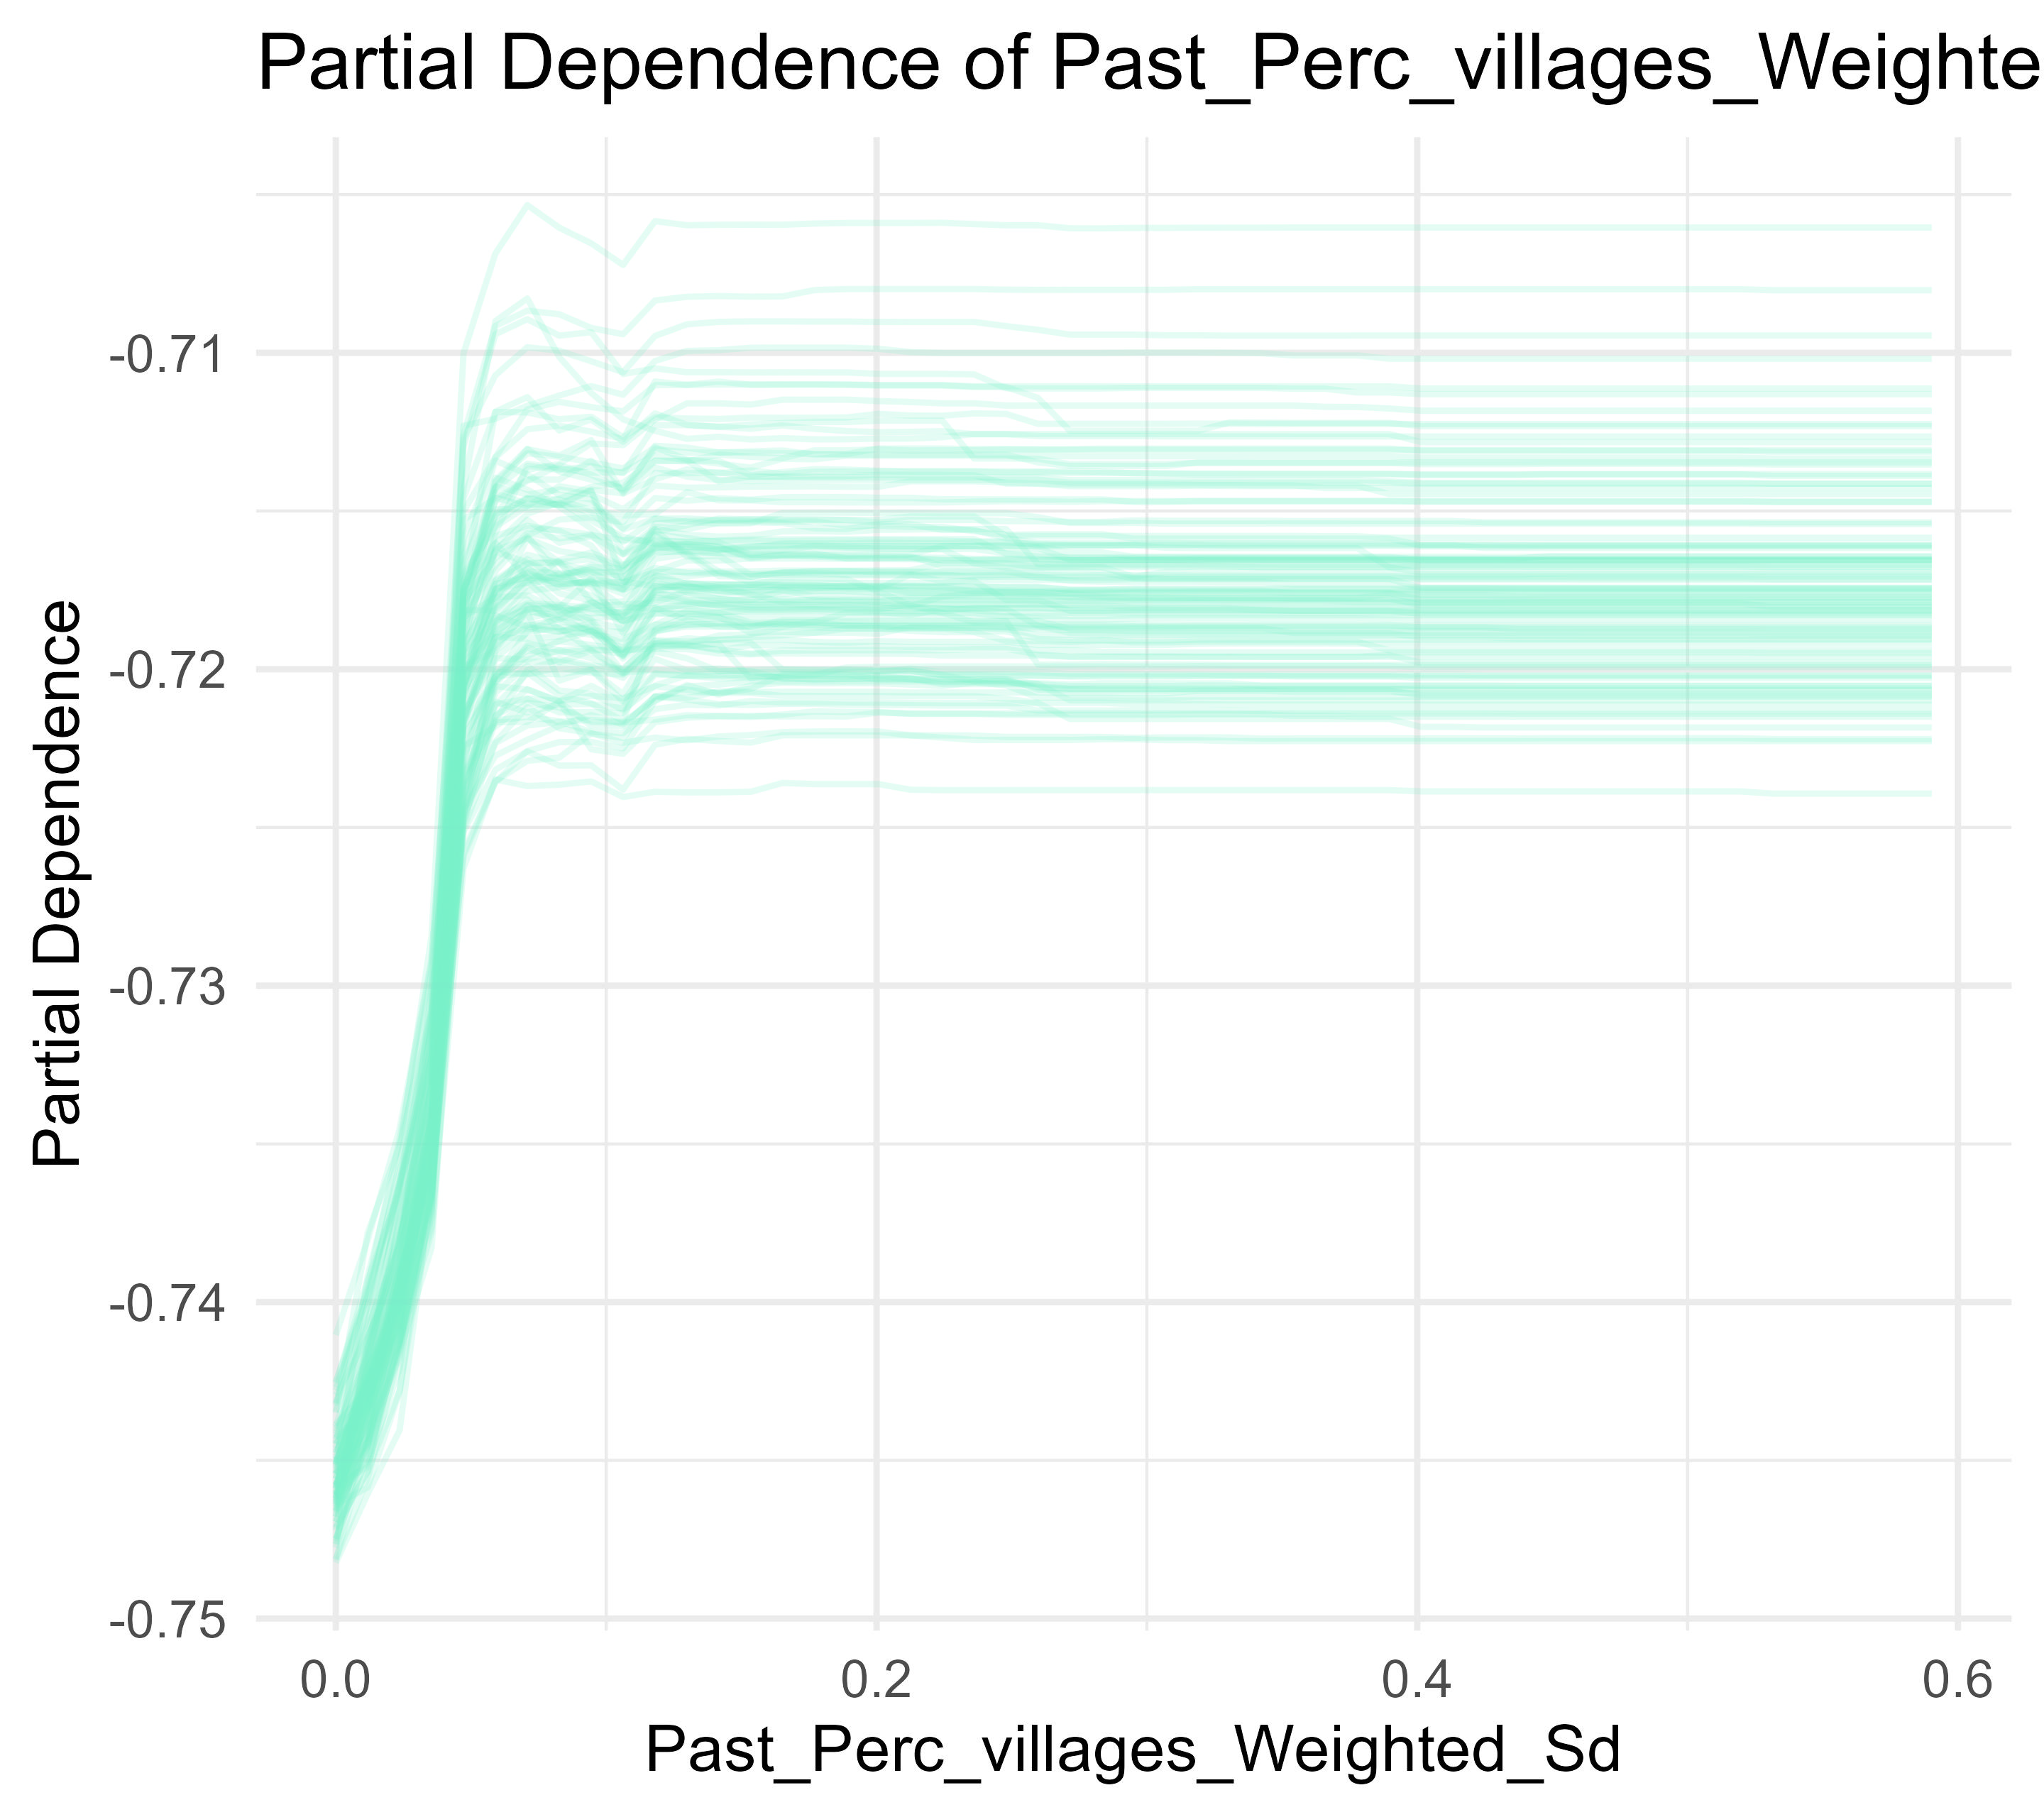 Partial Dependence of Past_Perc_villages_Weighte
Partial Dependence
-0.71
-0.72
-0.73
-0.74
-0.75
0.0 0.2 0.4 0.6
Past_Perc_villages_Weighted_Sd